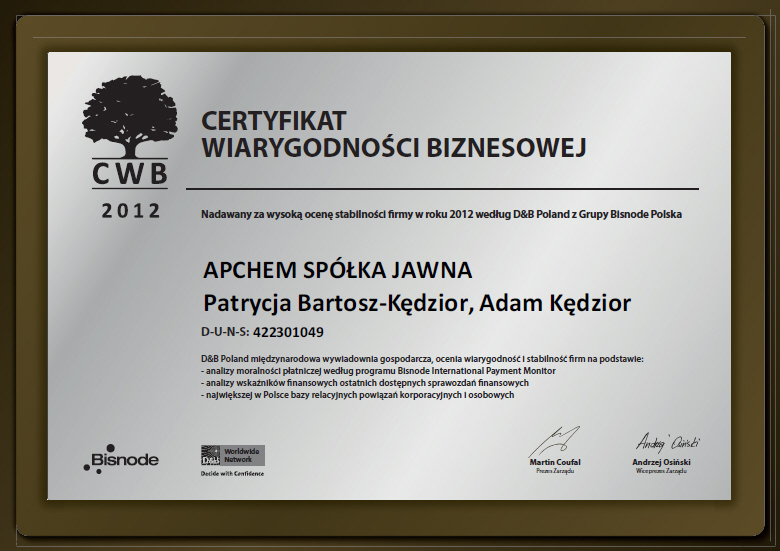 CERTYFIKAT
WIARYGODNOŚCI BIZNESOWEJ
CWB
2012
Nadawany za wysoką ocenę stabilności firmy w roku 2012 według D&B Poland z Grupy Bisnode Polska
APCHEM SPÓŁKA JAWNA
Patrycja Bartosz-Kędzior, Adam Kędzior
D-U-N-S: 422301049
D&B Poland międzynarodowa wywiadownia gospodarcza, ocenia wiarygodność i stabilność firm na podstawie:
- analizy moralności płatniczej według programu Bisnode International Payment Monitor
- analizy wskaźników finansowych ostatnich dostępnych sprawozdań finansowych
- największej w Polsce bazy relacyjnych powiązań korporacyjnych i osobowych
Bisnode
D&B
Worldwide
Network
Decide with Confidence
Andrzej Osiński
Martin Coufal
Prezes Zarządu
Andrzej Osiński
Wiceprezes Zarządu